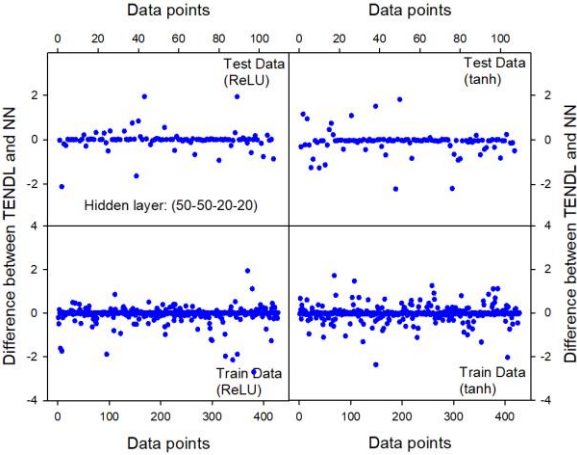 Data points Data points
0 20 40 60 80 100 0 20 40 60 80 100
Test Data
(ReLU)
Test Data
(tanh)
Difference between TENDL and NN
2
0
-2
4
2
0
-2
-4
Hidden layer: (50-50-20-20)
2
0
-2
4
2
0
-2
-4
Difference between TENDL and NN
Train Data
(ReLU)
Train Data
(tanh)
0 100 200 300 400 0 100 200 300 400
Data points Data points